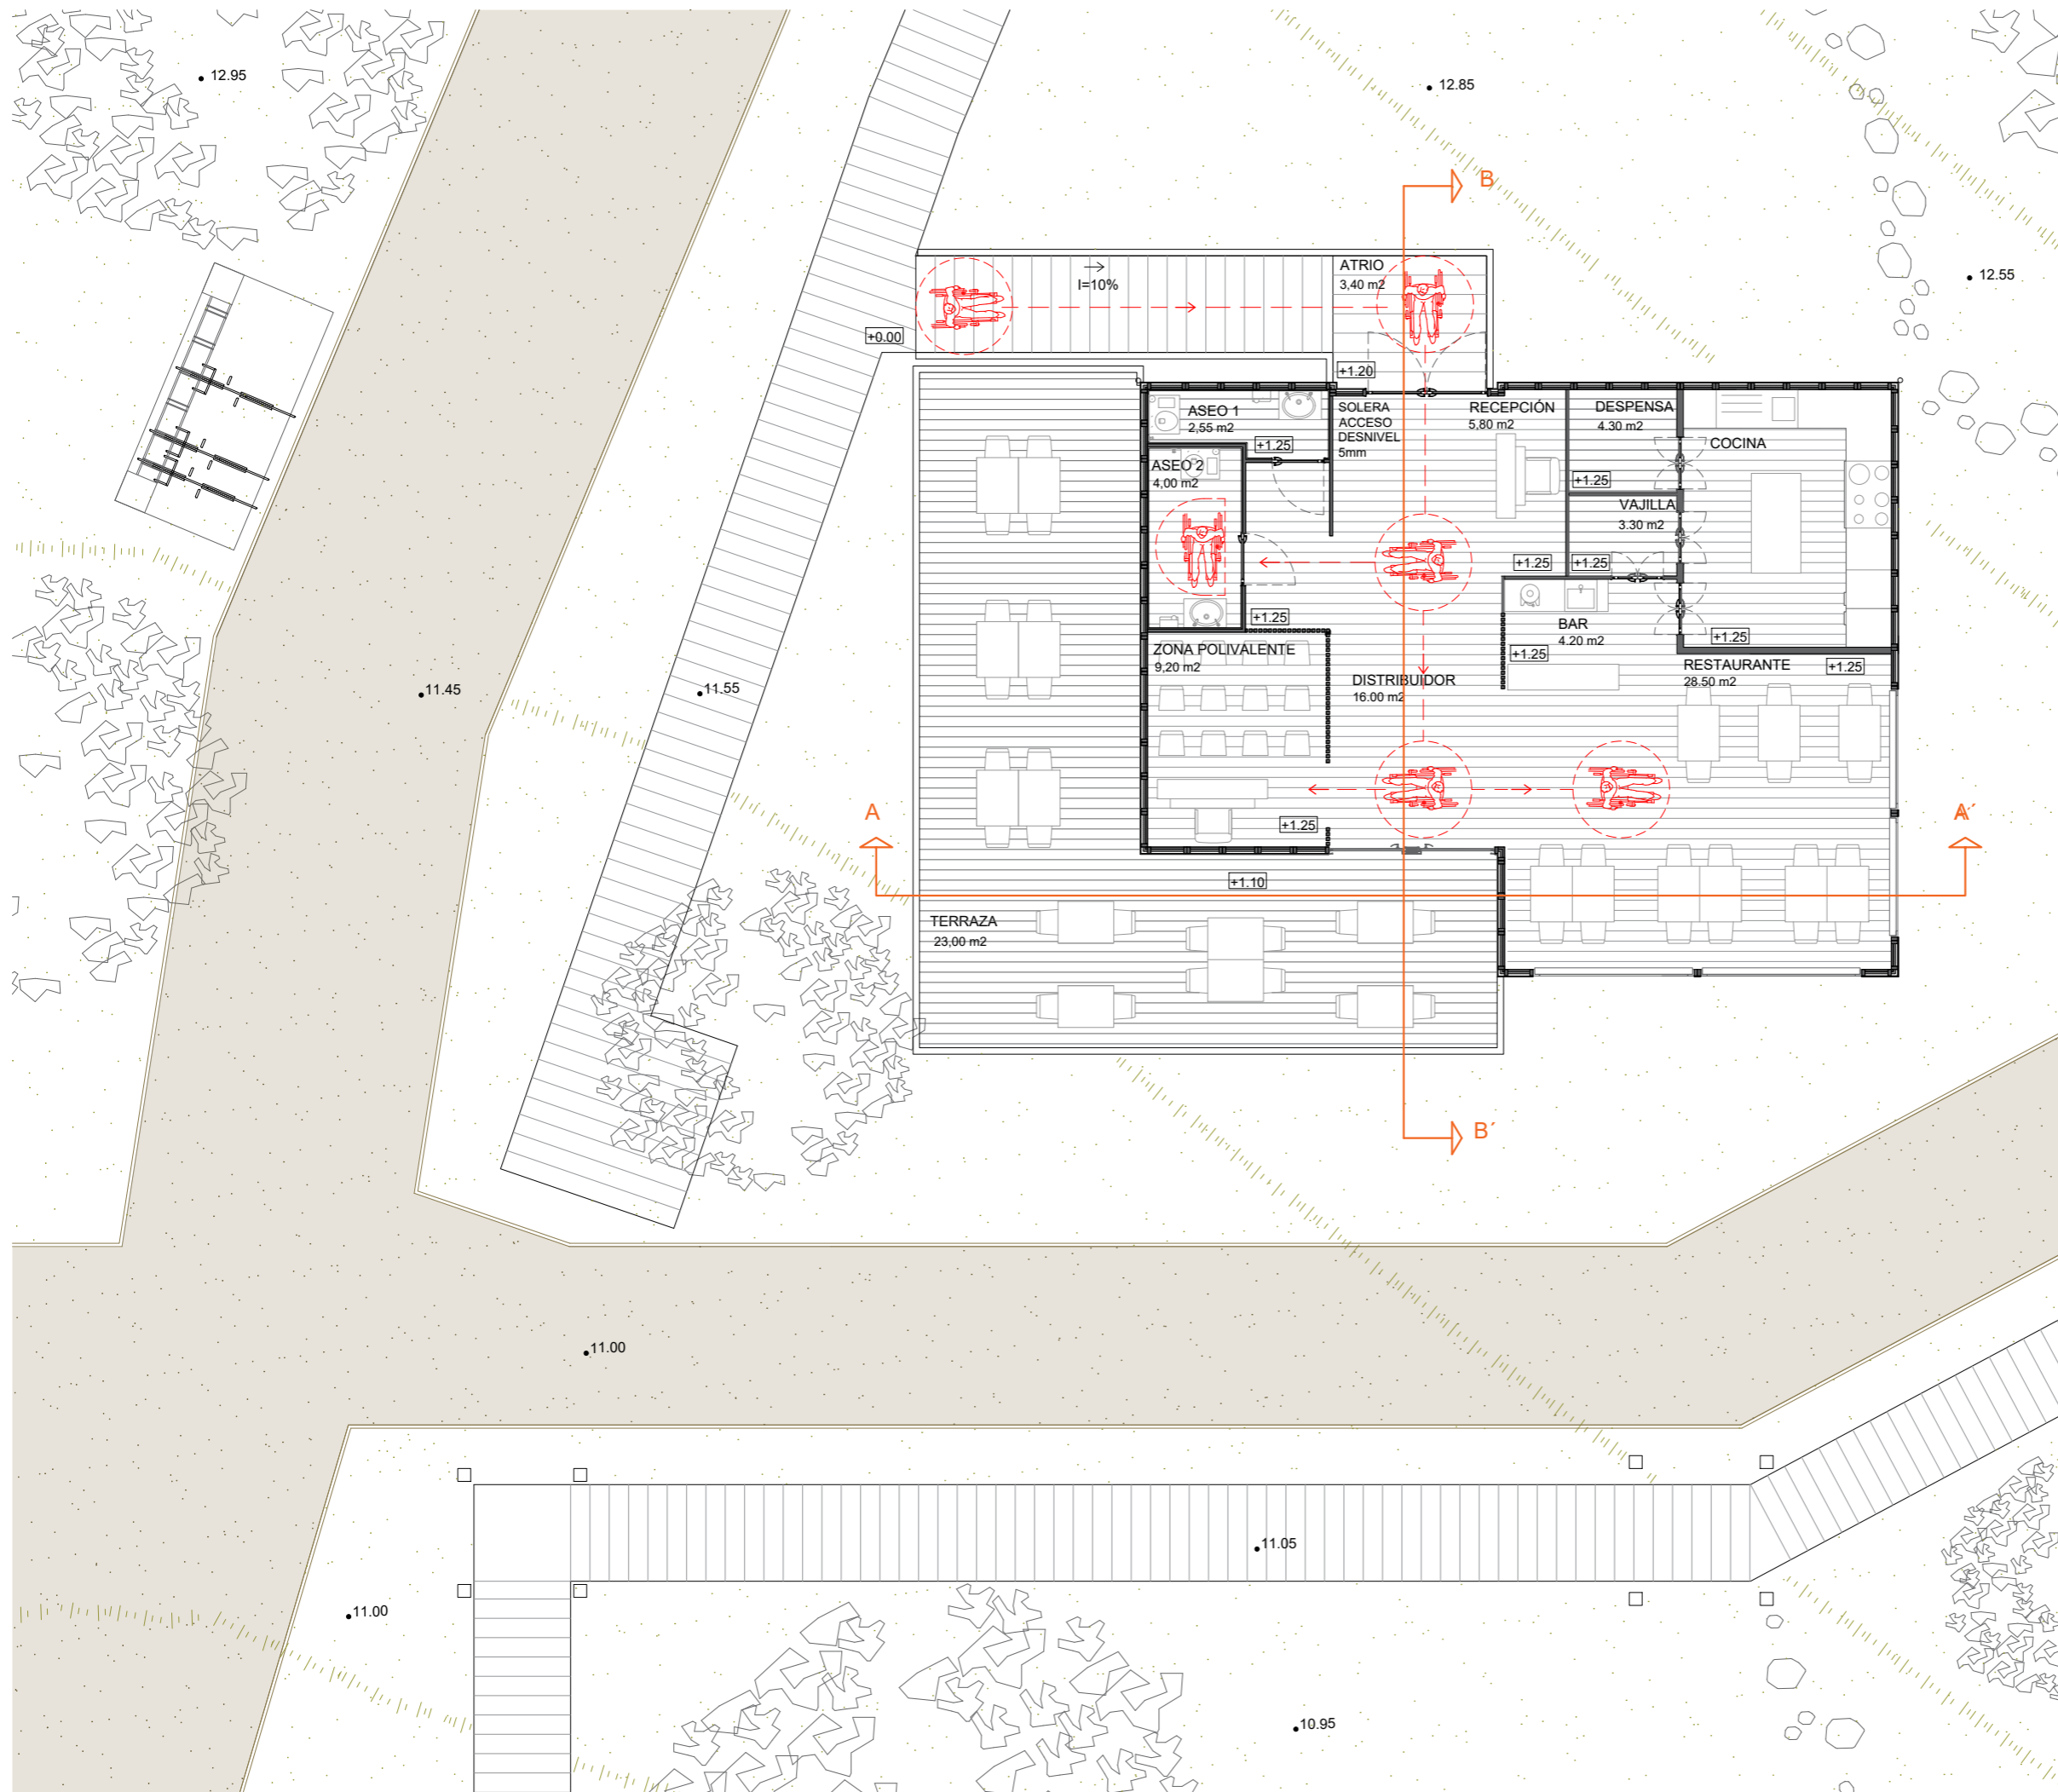 12.95
12.85
B
12.55
ATRIO
3,40 m2
I=10%
+0.00
+1.20
ASEO 1
2,55 m2
SOLERA
ACCESO
DESNIVEL
5mm
RECEPCIÓN
5,80 m2
DESPENSA
4.30 m2
COCINA
+1.25
ASEO 2
4,00 m2
+1.25
VAJILLA
3.30 m2
+1.25
+1.25
+1.25
BAR
4.20 m2
+1.25
ZONA POLIVALENTE
9,20 m2
+1.25
RESTAURANTE
28.50 m2
+1.25
DISTRIBUIDOR
16.00 m2
11.45
11.55
A
A´
+1.25
+1.10
TERRAZA
23,00 m2
B´
11.00
11.05
11.00
10.95